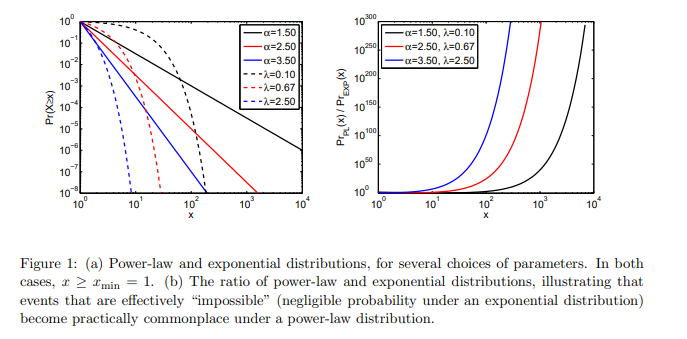 10^0
10^-1
10^-2
10^-3
10^-4
10^-5
10^-6
10^-7
10^-8
Pr(X≥x)
α=1.50
α=2.50
α=3.50
λ=0.10
λ=0.67
λ=2.50
10^0 10^1 10^2 10^3 10^4
x
10^300
10^250
10^200
10^150
10^100
10^50
10^0
Pr_PL(x) / Pr_EXP(x)
α=1.50, λ=0.10
α=2.50, λ=0.67
α=3.50, λ=2.50
10^0 10^1 10^2 10^3 10^4
x
Figure 1: (a) Power-law and exponential distributions, for several choices of parameters. In both
cases, x ≥ x_min = 1. (b) The ratio of power-law and exponential distributions, illustrating that
events that are effectively “impossible” (negligible probability under an exponential distribution)
become practically commonplace under a power-law distribution.